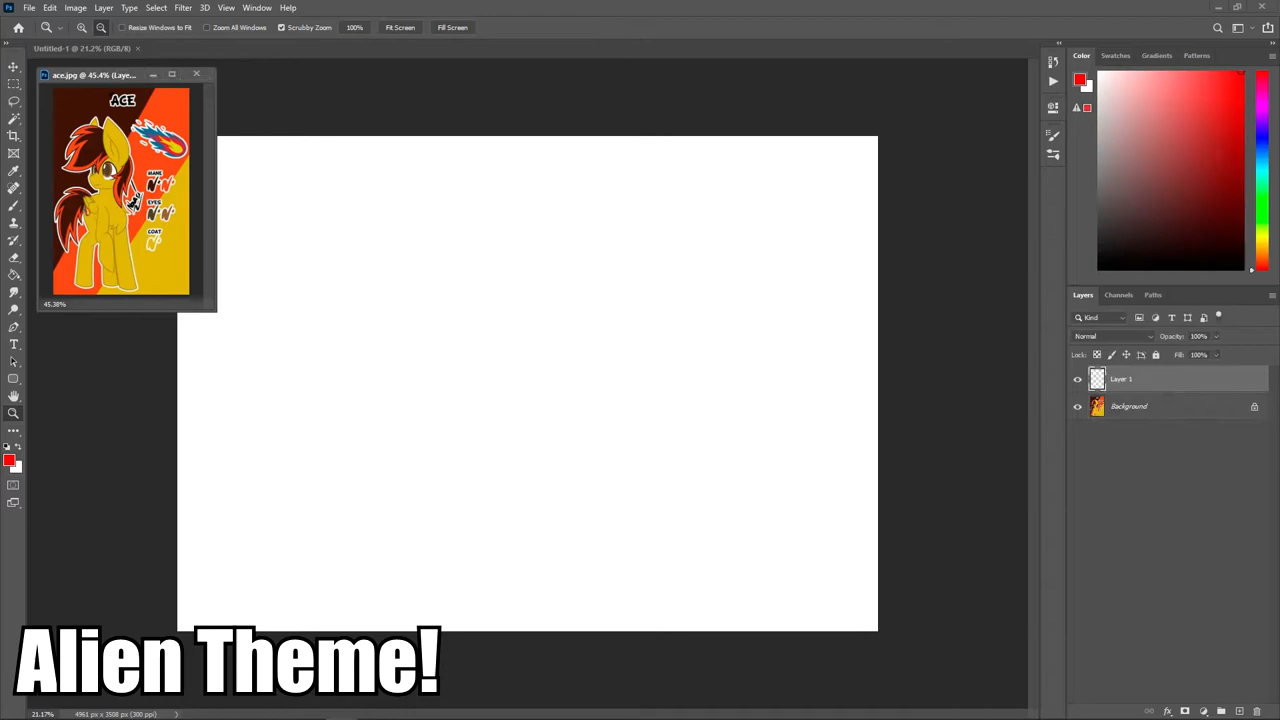 File Edit Image Layer Type Select Filter 3D View Window Help
Resize Windows to Fit Zoom All Windows Scrubby Zoom 100% Fit Screen Fill Screen
Untitled-1 @ 21.2% (RGB/8) ×
ace.jpg @ 45.4% (Laye...
ACE
MANE
EYES
COAT
45.38%
Color Swatches Gradients Patterns
Layers Channels Paths
Kind
Normal Opacity: 100%
Lock: Fill: 100%
Layer 1
Background
Alien Theme!
21.17% 4961 px x 3508 px (300 ppi)